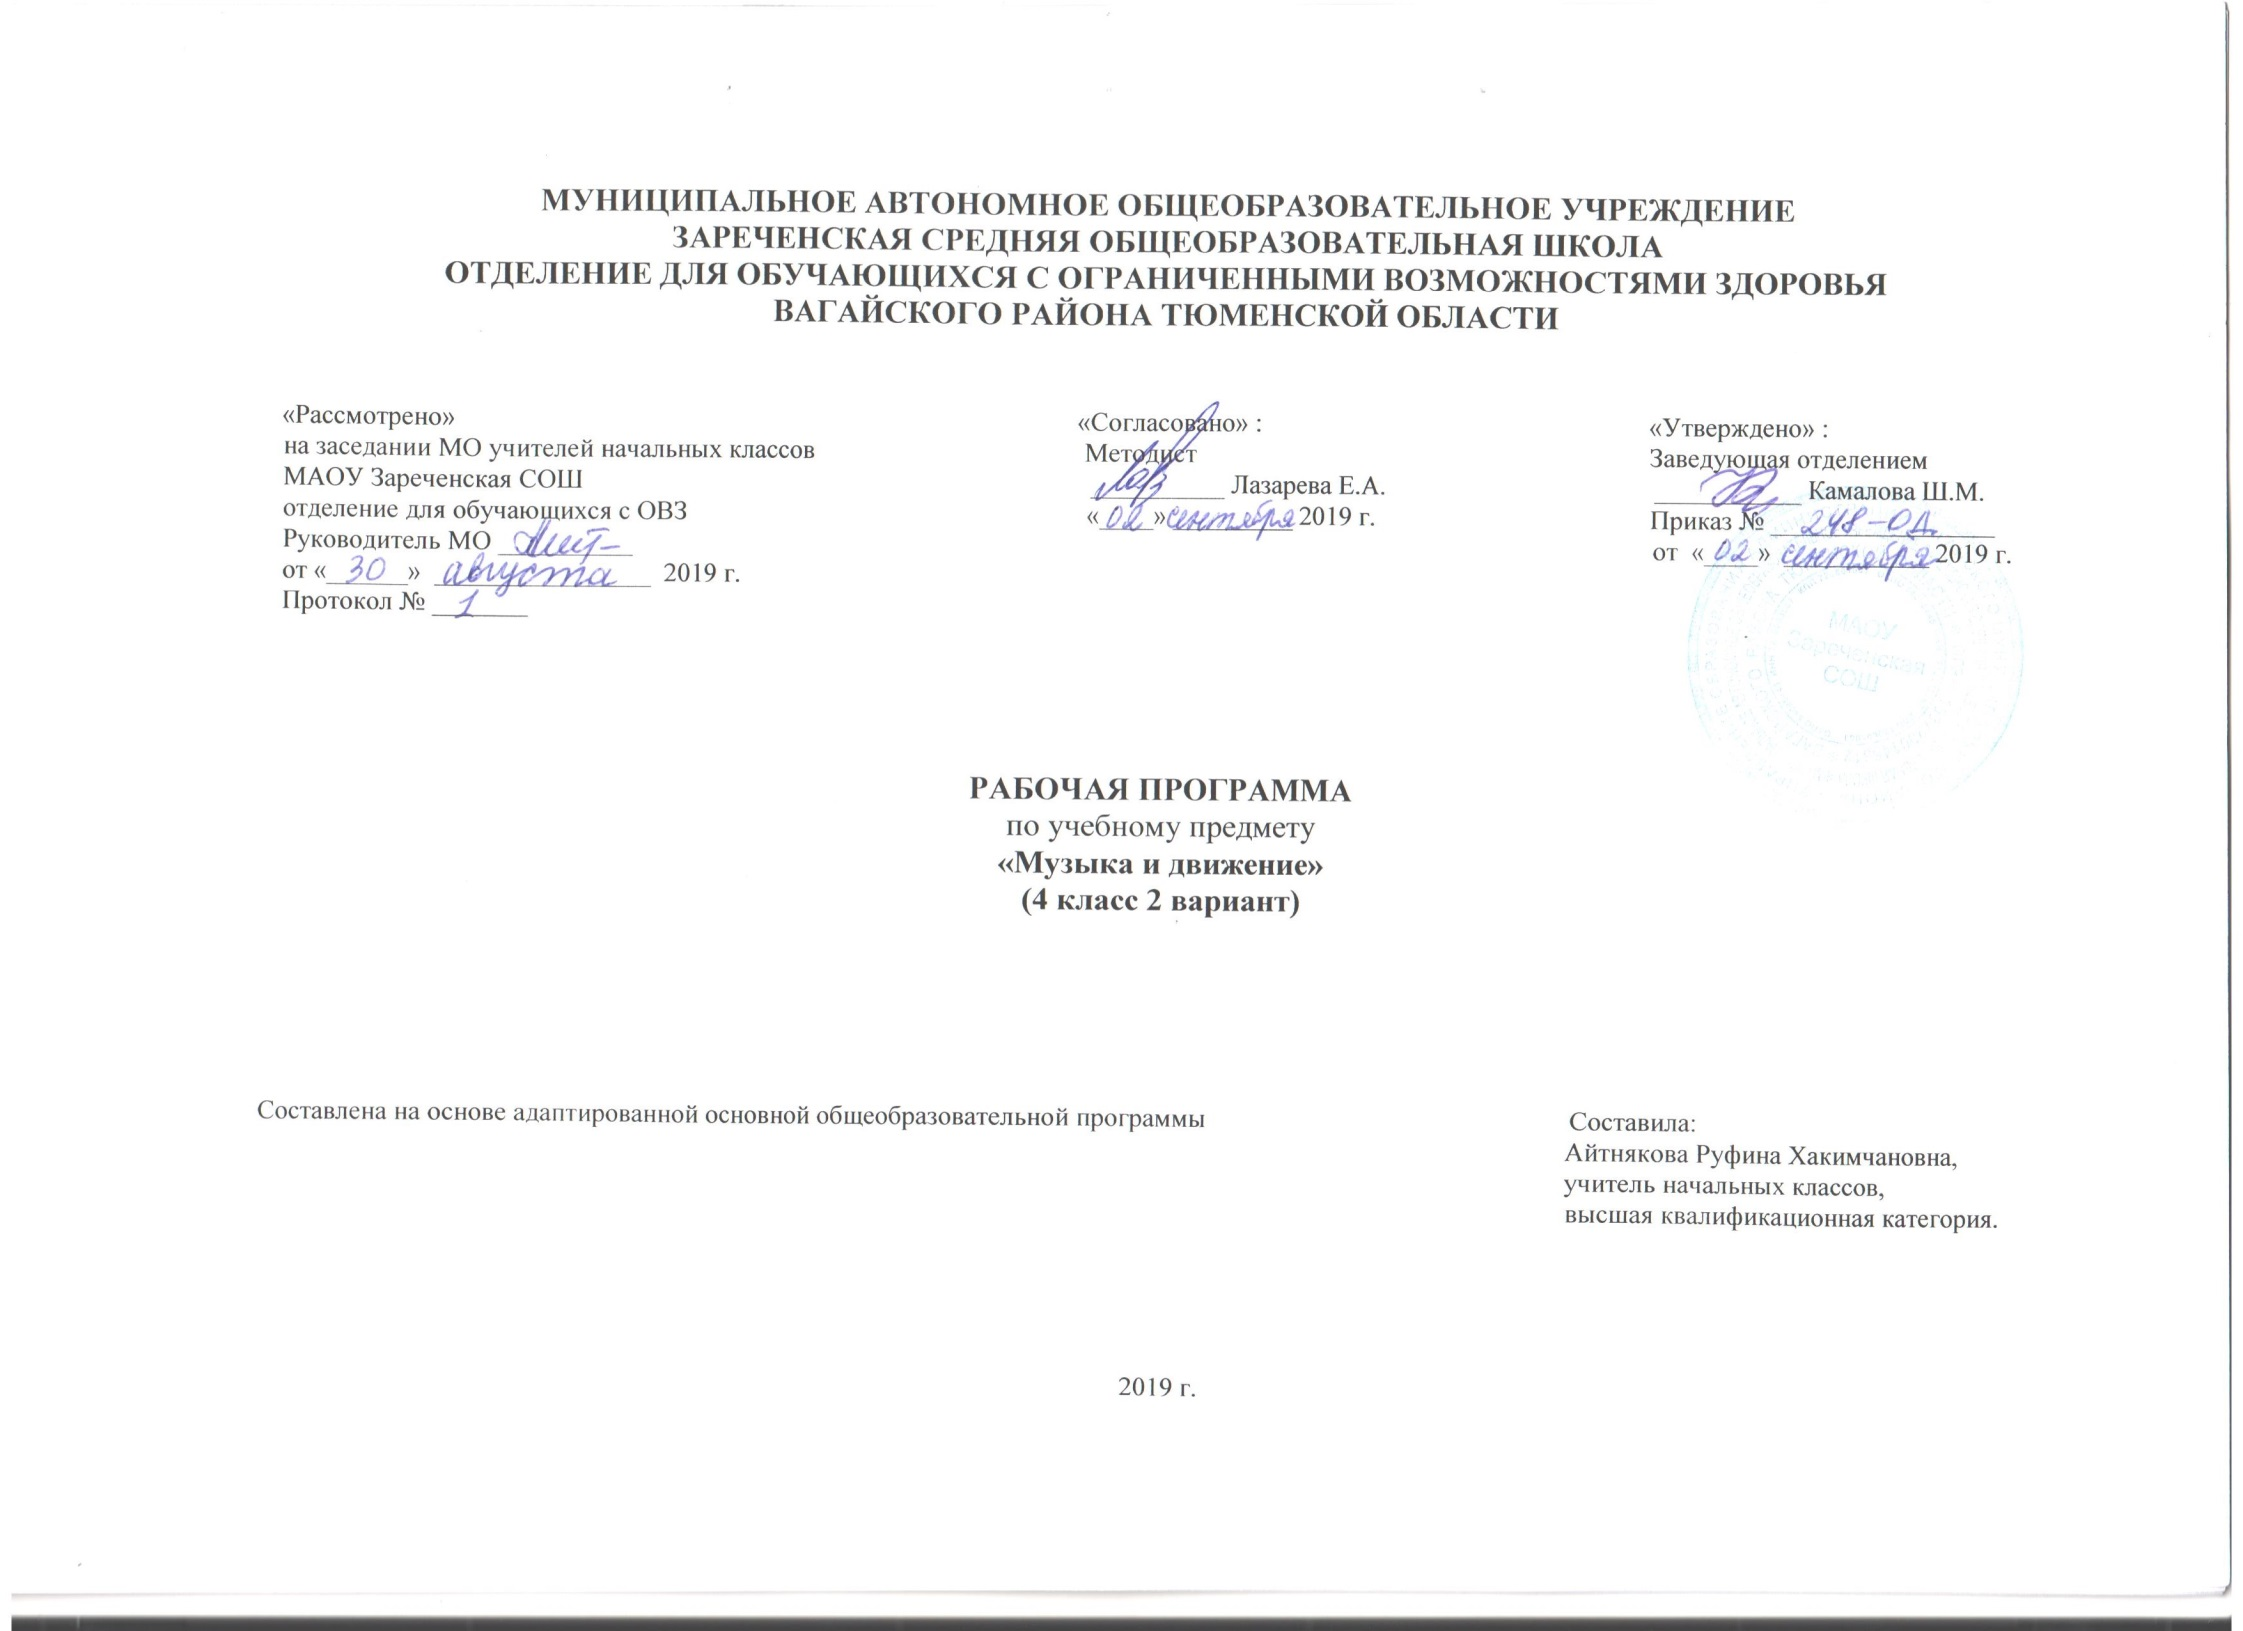 МУНИЦИПАЛЬНОЕ АВТОНОМНОЕ ОБЩЕОБРАЗОВАТЕЛЬНОЕ УЧРЕЖДЕНИЕ
ЗАРЕЧЕНСКАЯ СРЕДНЯЯ ОБЩЕОБРАЗОВАТЕЛЬНАЯ ШКОЛА
ОТДЕЛЕНИЕ ДЛЯ ОБУЧАЮЩИХСЯ С ОГРАНИЧЕННЫМИ ВОЗМОЖНОСТЯМИ ЗДОРОВЬЯ
ВАГАЙСКОГО РАЙОНА ТЮМЕНСКОЙ ОБЛАСТИ
«Рассмотрено»
на заседании МО учителей начальных классов
МАОУ Зареченская СОШ
отделение для обучающихся с ОВЗ
Руководитель МО
от «30» августа 2019 г.
Протокол № 1
«Согласовано» :
Методист
Лазарева Е.А.
«02» сентября 2019 г.
«Утверждено» :
Заведующая отделением
Камалова Ш.М.
Приказ № 248-ОД
от «02» сентября 2019 г.
МАОУ
Зареченская
СОШ
РАБОЧАЯ ПРОГРАММА
по учебному предмету
«Музыка и движение»
(4 класс 2 вариант)
Составлена на основе адаптированной основной общеобразовательной программы
Составила:
Айтнякова Руфина Хакимчановна,
учитель начальных классов,
высшая квалификационная категория.
2019 г.